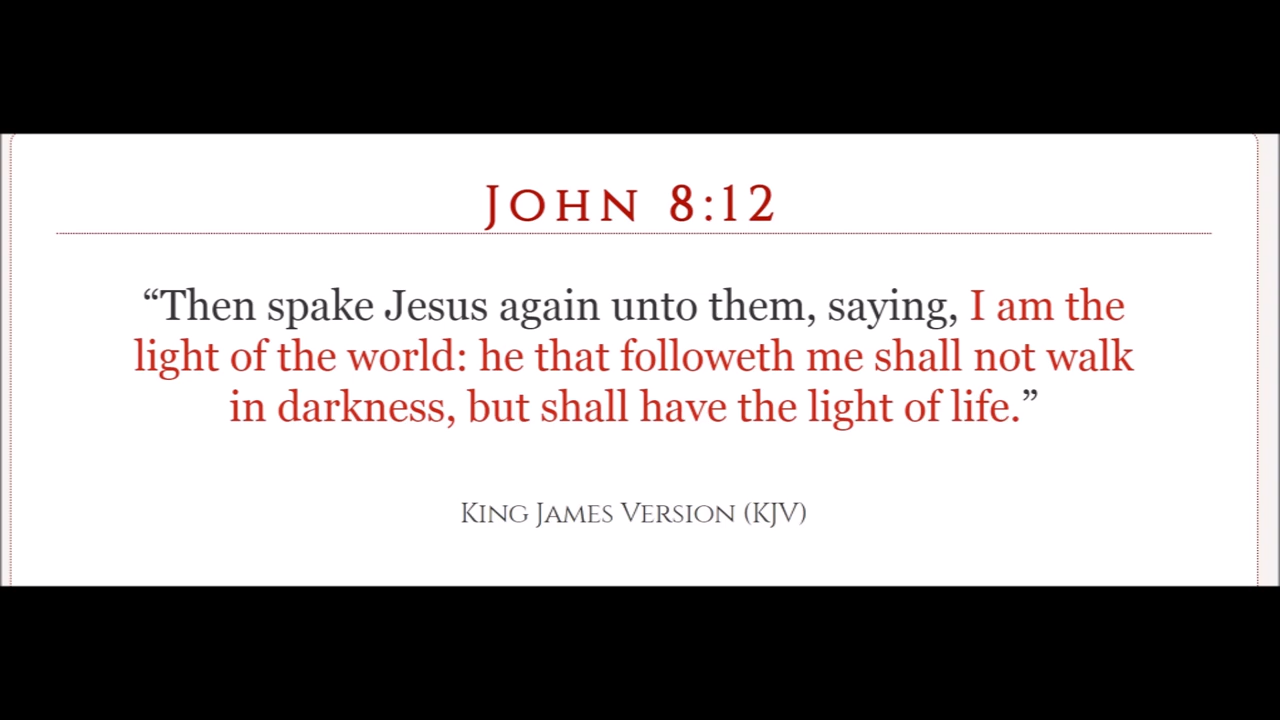 John 8:12
“Then spake Jesus again unto them, saying, I am the
light of the world: he that followeth me shall not walk
in darkness, but shall have the light of life.”
King James Version (KJV)